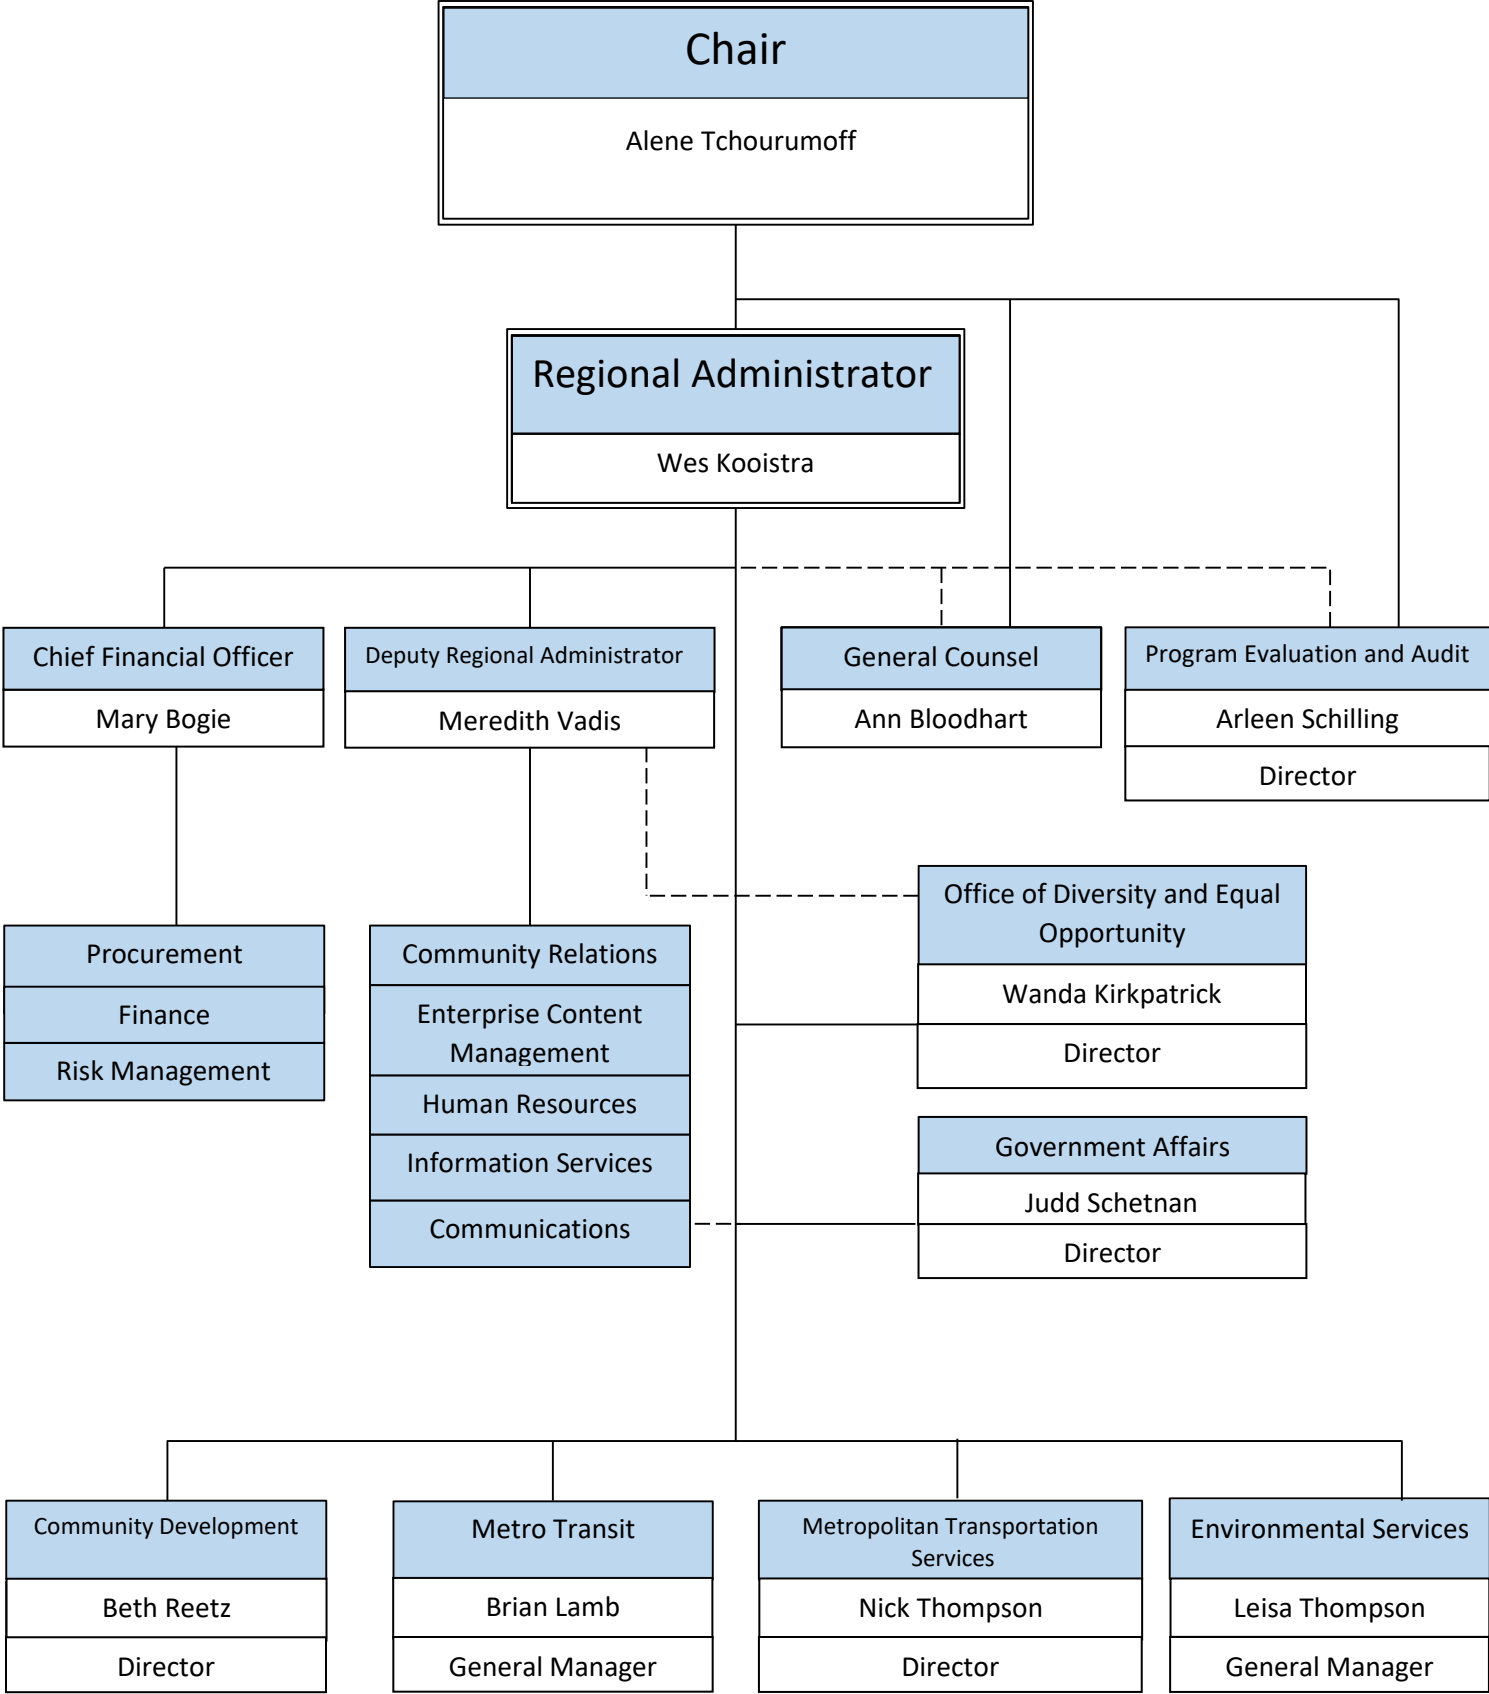 Chair
Alene Tchourumoff
Regional Administrator
Wes Kooistra
Chief Financial Officer
Mary Bogie
Deputy Regional Administrator
Meredith Vadis
General Counsel
Ann Bloodhart
Program Evaluation and Audit
Arleen Schilling
Director
Office of Diversity and Equal
Opportunity
Wanda Kirkpatrick
Director
Procurement
Finance
Risk Management
Community Relations
Enterprise Content
Management
Human Resources
Information Services
Communications
Government Affairs
Judd Schetnan
Director
Community Development
Beth Reetz
Director
Metro Transit
Brian Lamb
General Manager
Metropolitan Transportation
Services
Nick Thompson
Director
Environmental Services
Leisa Thompson
General Manager